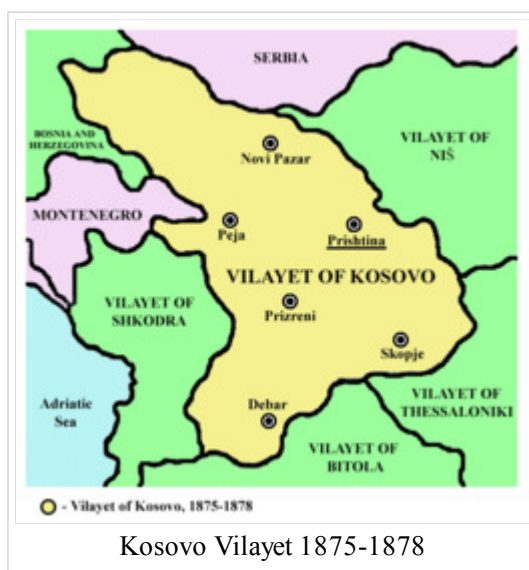 SERBIA
BOSNIA AND
HERZEGOVINA
VILAYET OF
NIŠ
Novi Pazar
MONTENEGRO
Peja
Prishtina
VILAYET OF KOSOVO
VILAYET OF
SHKODRA
Prizreni
Skopje
Adriatic
Sea
Debar
VILAYET OF
THESSALONIKI
VILAYET OF
BITOLA
- Vilayet of Kosovo, 1875-1878
Kosovo Vilayet 1875-1878